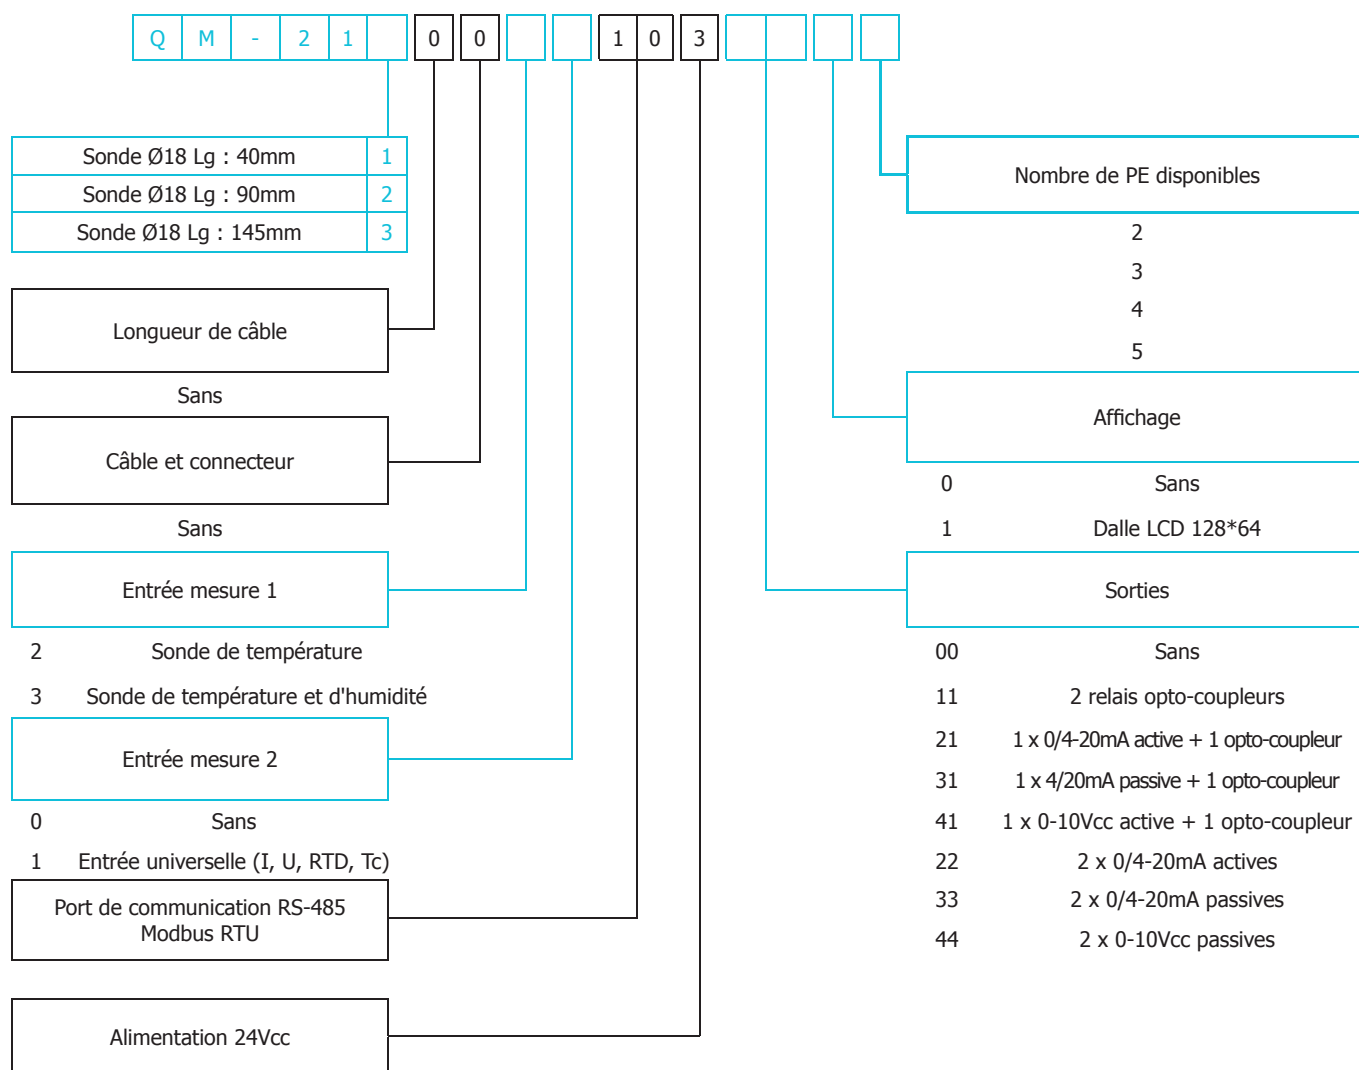 QM-21 0 0 10 3
Sonde Ø18 Lg : 40mm 1
Sonde Ø18 Lg : 90mm 2
Sonde Ø18 Lg : 145mm 3
Longueur de câble
Sans
Câble et connecteur
Sans
Entrée mesure 1
2 Sonde de température
3 Sonde de température et d'humidité
Entrée mesure 2
0 Sans
1 Entrée universelle (I, U, RTD, Tc)
Port de communication RS-485
Modbus RTU
Alimentation 24Vcc
Nombre de PE disponibles
2
3
4
5
Affichage
0 Sans
1 Dalle LCD 128*64
Sorties
00 Sans
11 2 relais opto-coupleurs
21 1 x 0/4-20mA active + 1 opto-coupleur
31 1 x 4/20mA passive + 1 opto-coupleur
41 1 x 0-10Vcc active + 1 opto-coupleur
22 2 x 0/4-20mA actives
33 2 x 0/4-20mA passives
44 2 x 0-10Vcc passives